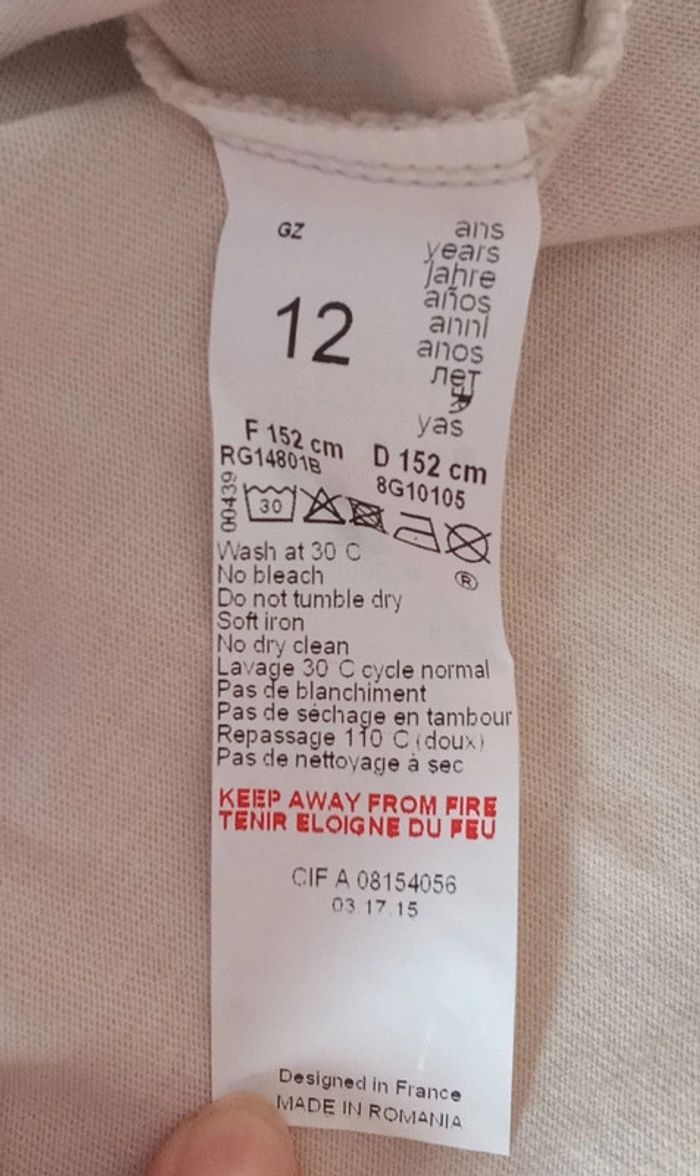 GZ
ans
years
Jahre
años
12
anni
anos
лет
yas
F 152 cm
D 152 cm
RG14801B
8G10105
00439
30
Wash at 30 C
No bleach
®
Do not tumble dry
Soft iron
No dry clean
Lavage 30 C cycle normal
Pas de blanchiment
Pas de séchage en tambour
Repassage 110 C (doux)
Pas de nettoyage à sec
KEEP AWAY FROM FIRE
TENIR ELOIGNE DU FEU
CIF A 08154056
03.17.15
Designed in France
MADE IN ROMANIA